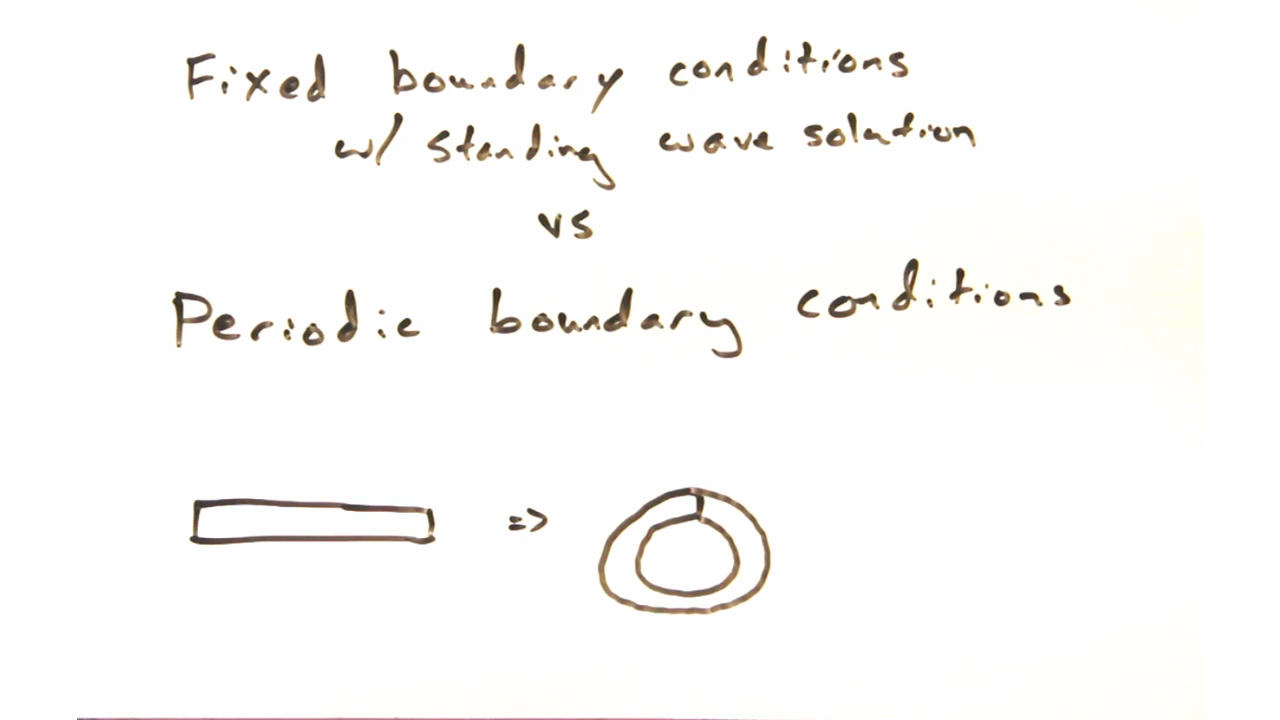 Fixed boundary conditions
w/ standing wave solution
vs
Periodic boundary conditions
=>